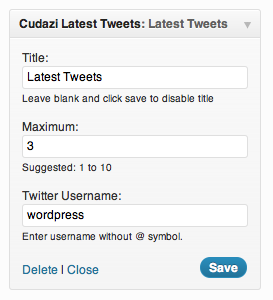 Cudazi Latest Tweets: Latest Tweets
Title:
Latest Tweets
Leave blank and click save to disable title
Maximum:
3
Suggested: 1 to 10
Twitter Username:
wordpress
Enter username without @ symbol.
Delete | Close
Save